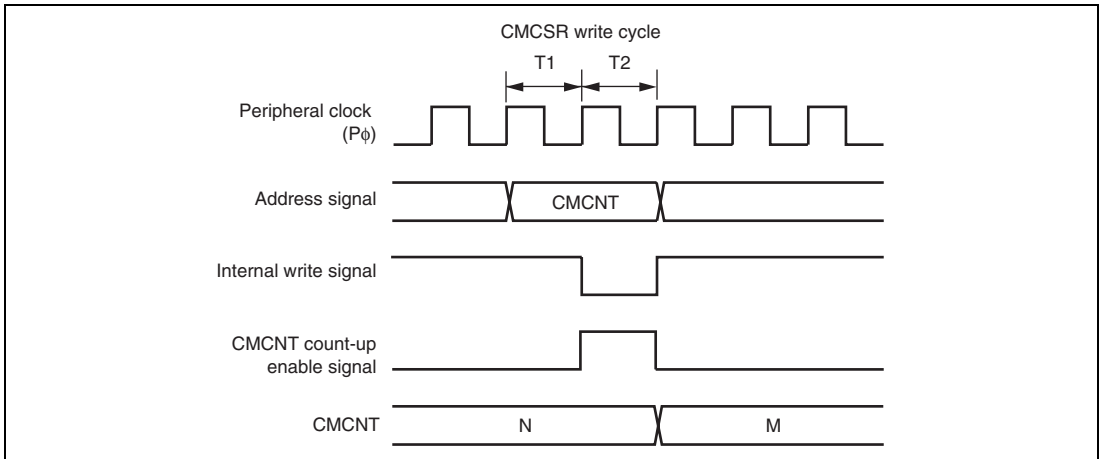 CMCSR write cycle
T1 T2
Peripheral clock
(Pϕ)
Address signal
CMCNT
Internal write signal
CMCNT count-up
enable signal
CMCNT
N
M